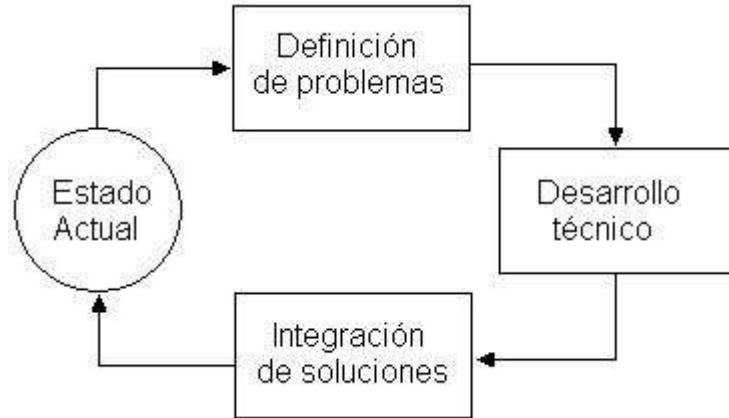 Definición
de problemas
Estado
Actual
Desarrollo
técnico
Integración
de soluciones